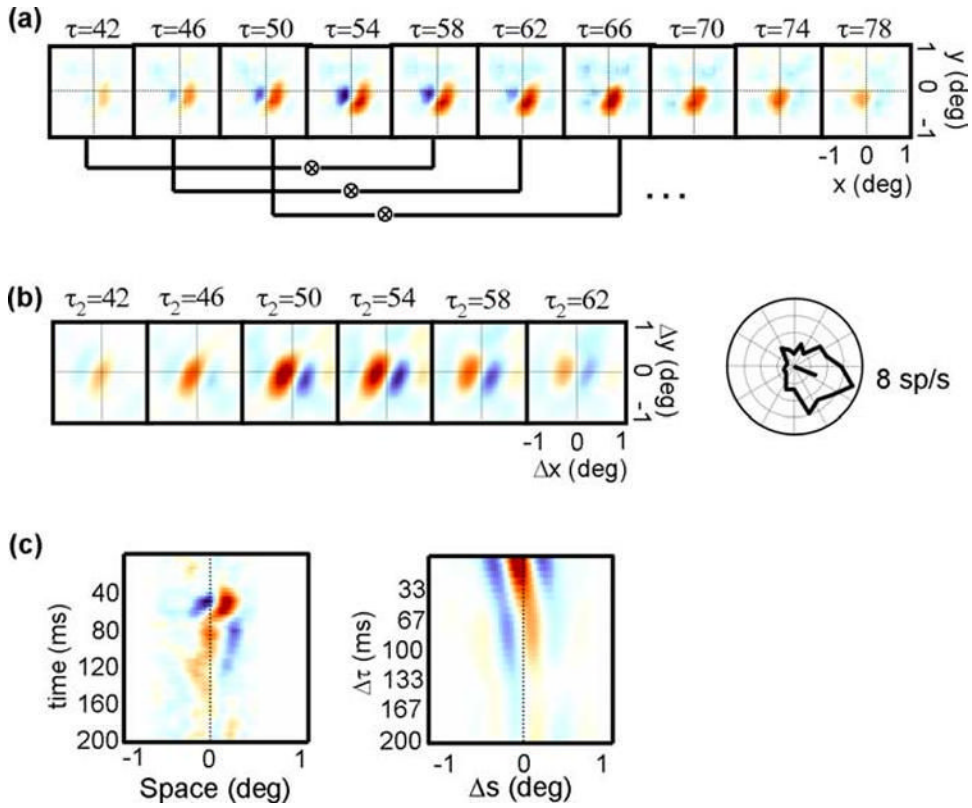 (a)
τ=42 τ=46 τ=50 τ=54 τ=58 τ=62 τ=66 τ=70 τ=74 τ=78
1
0
-1
y (deg)
-1 0 1
x (deg)
⊗
⊗
⊗
...
(b)
τ₂=42 τ₂=46 τ₂=50 τ₂=54 τ₂=58 τ₂=62
1
0
-1
Δy (deg)
-1 0 1
Δx (deg)
8 sp/s
(c)
40
80
120
160
200
time (ms)
-1 0 1
Space (deg)
33
67
100
133
167
200
Δτ (ms)
-1 0 1
Δs (deg)